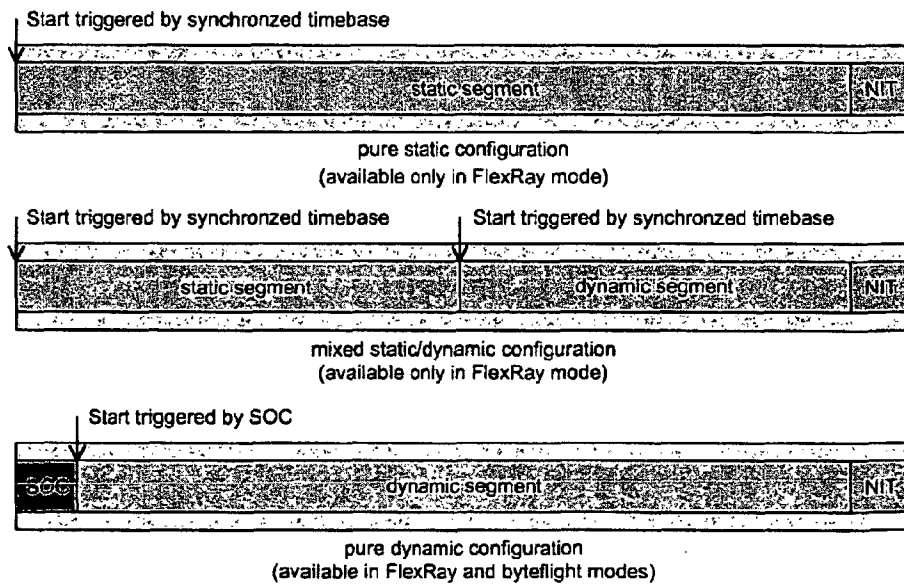 Start triggered by synchronzed timebase
static segment NIT
pure static configuration
(available only in FlexRay mode)
Start triggered by synchronzed timebase Start triggered by synchronzed timebase
static segment dynamic segment NIT
mixed static/dynamic configuration
(available only in FlexRay mode)
Start triggered by SOC
SOC dynamic segment NIT
pure dynamic configuration
(available in FlexRay and byteflight modes)